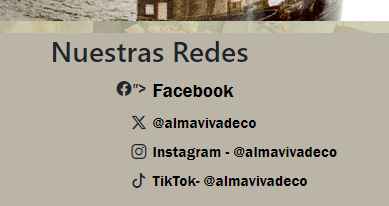 Nuestras Redes
"> Facebook
@almavivadeco
Instagram - @almavivadeco
TikTok- @almavivadeco